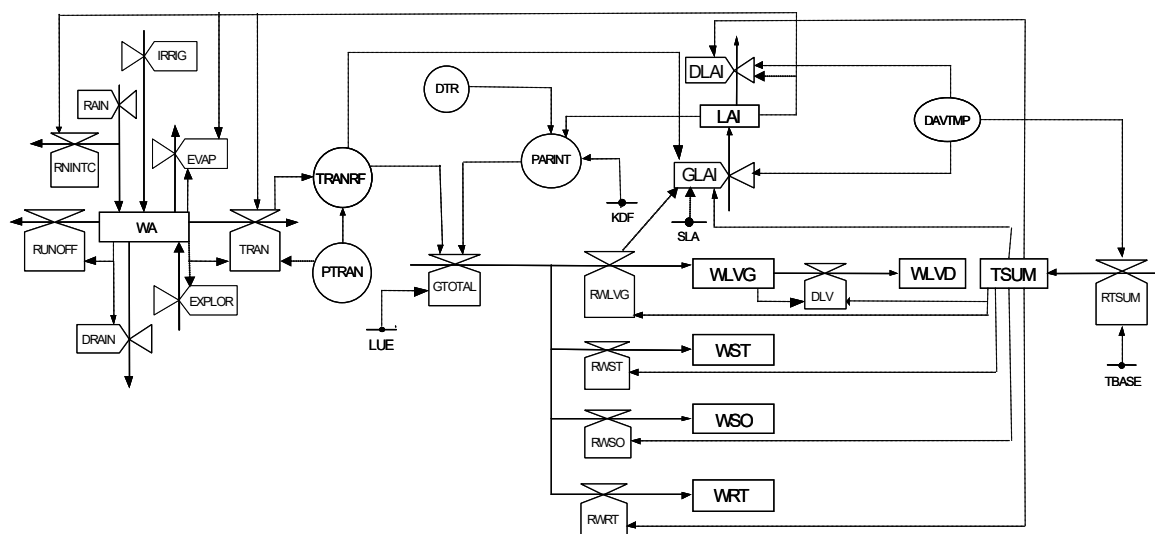 IRRIG
DLAI
DTR
RAIN
LAI
DAVTMP
EVAP
PARINT
RNINTC
TRANRF
GLAI
KDF
WA
SLA
RUNOFF
TRAN
PTRAN
WLVG
WLVD
TSUM
GTOTAL
RWLVG
DLV
RTSUM
EXPLOR
DRAIN
LUE
WST
RWST
TBASE
WSO
RWSO
WRT
RWRT